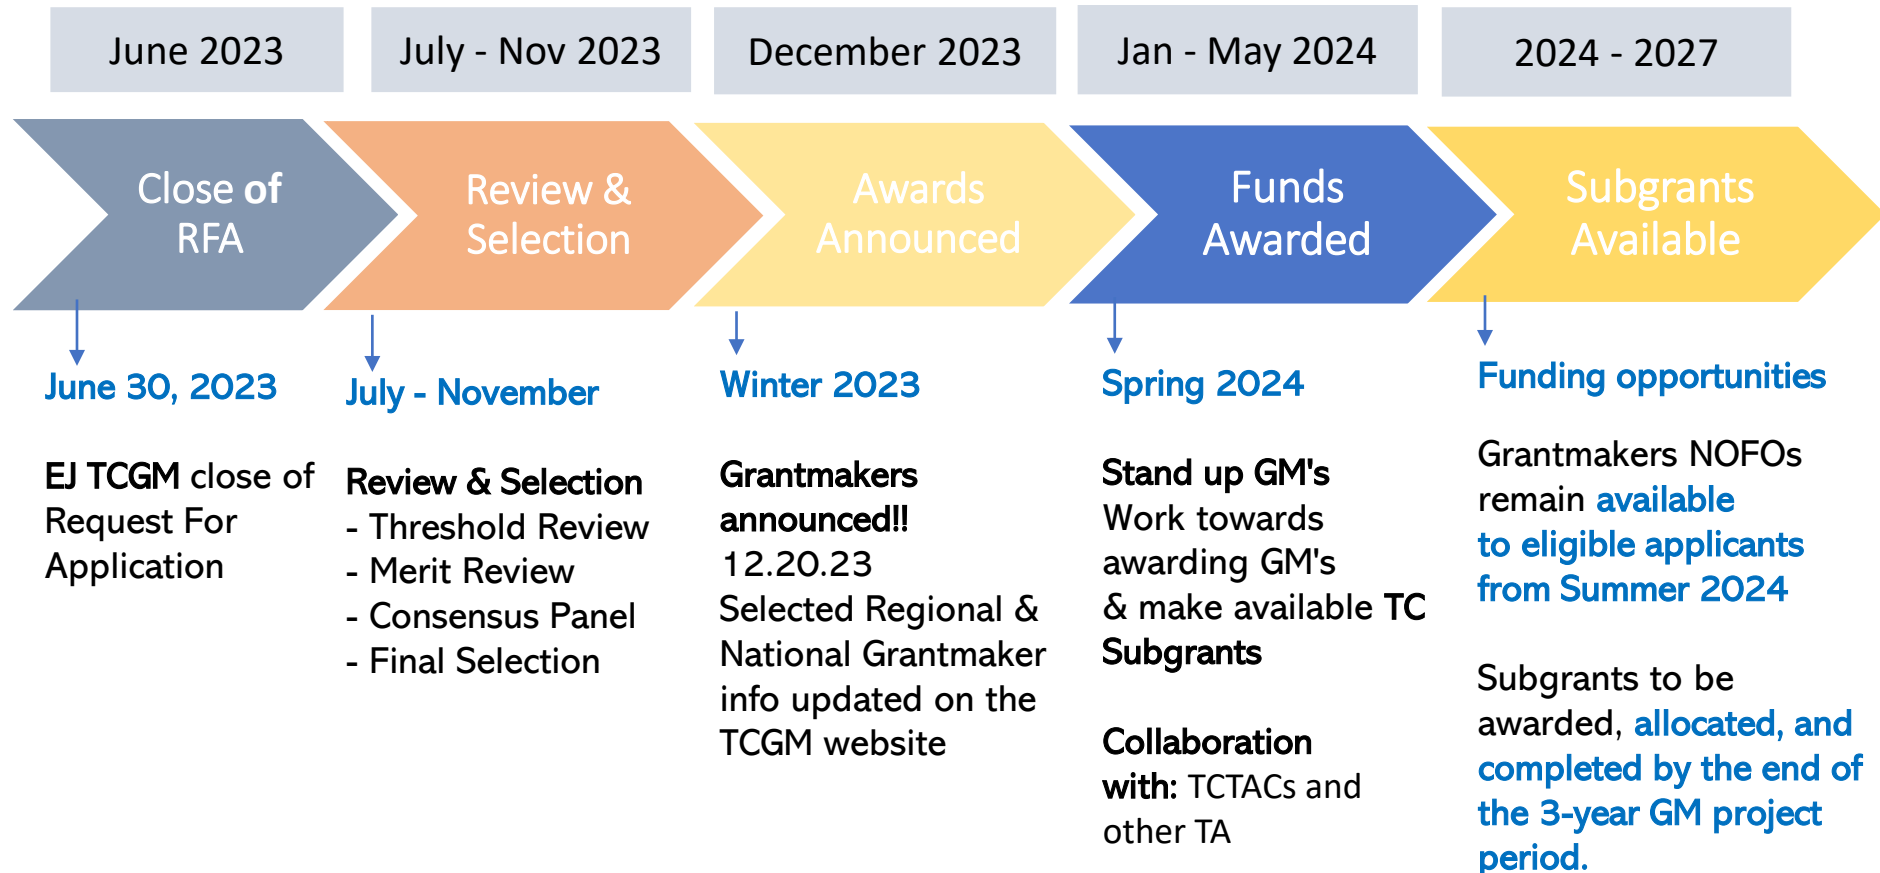 June 2023
July - Nov 2023
December 2023
Jan - May 2024
2024 - 2027
Close of
RFA
Review &
Selection
Awards
Announced
Funds
Awarded
Subgrants
Available
June 30, 2023
EJ TCGM close of
Request For
Application
July - November
Review & Selection
- Threshold Review
- Merit Review
- Consensus Panel
- Final Selection
Winter 2023
Grantmakers
announced!!
12.20.23
Selected Regional &
National Grantmaker
info updated on the
TCGM website
Spring 2024
Stand up GM's
Work towards
awarding GM's
& make available TC
Subgrants
Collaboration
with: TCTACs and
other TA
Funding opportunities
Grantmakers NOFOs
remain available
to eligible applicants
from Summer 2024
Subgrants to be
awarded, allocated, and
completed by the end of
the 3-year GM project
period.